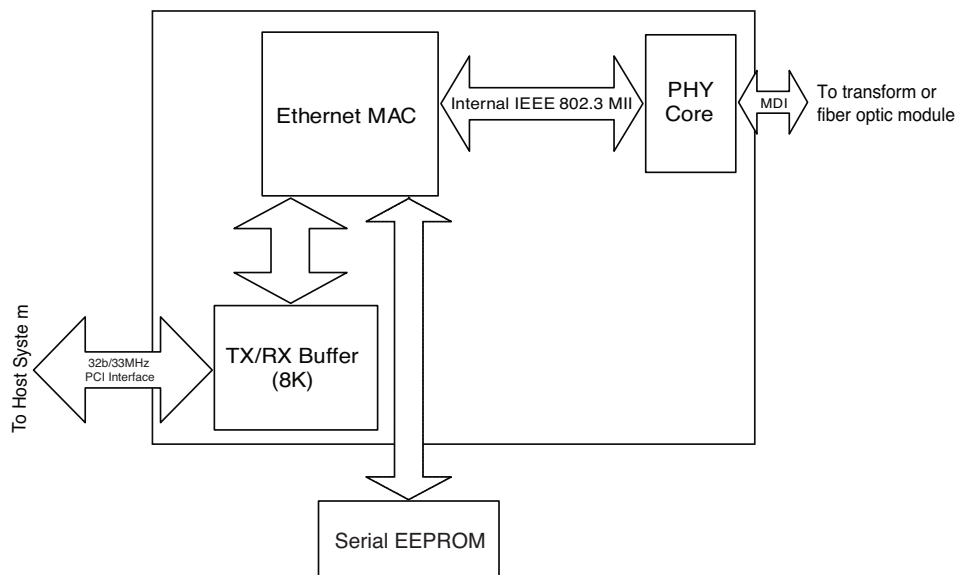 Ethernet MAC
Internal IEEE 802.3 MII
PHY
Core
MDI
To transform or
fiber optic module
TX/RX Buffer
(8K)
32b/33MHz
PCI Interface
To Host Syste m
Serial EEPROM